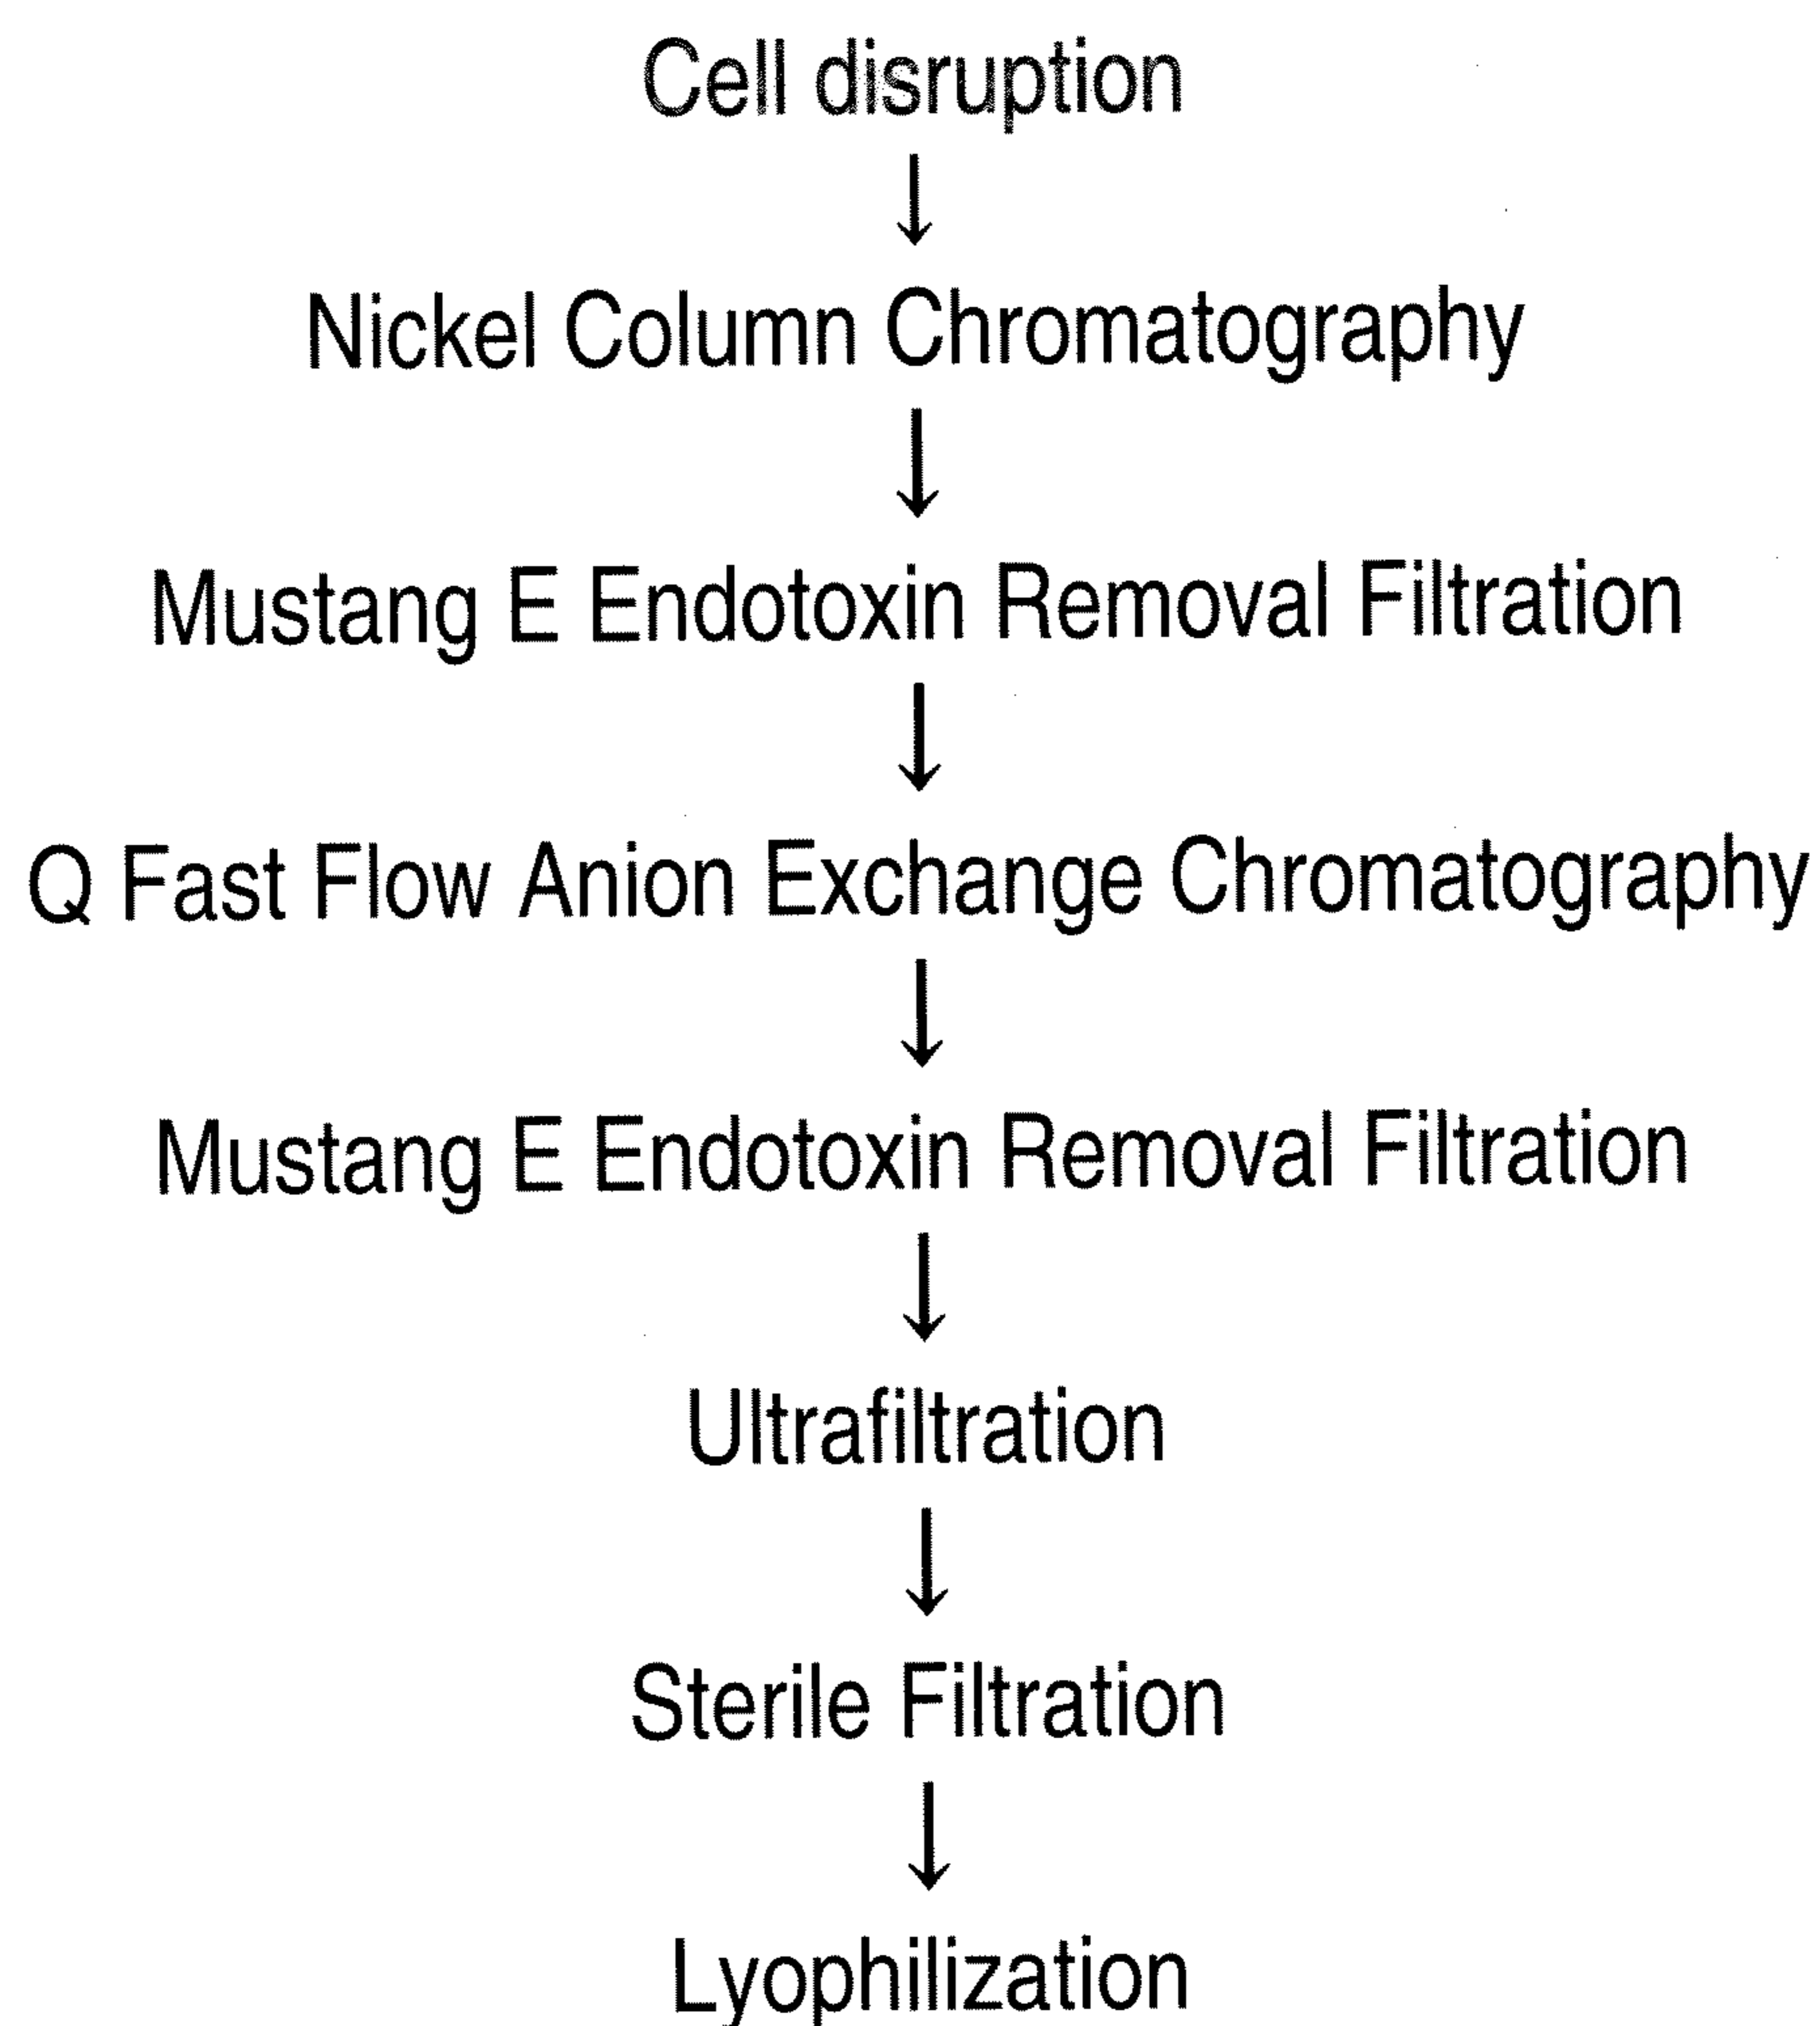 Cell disruption
Nickel Column Chromatography
Mustang E Endotoxin Removal Filtration
Q Fast Flow Anion Exchange Chromatography
Mustang E Endotoxin Removal Filtration
Ultrafiltration
Sterile Filtration
Lyophilization